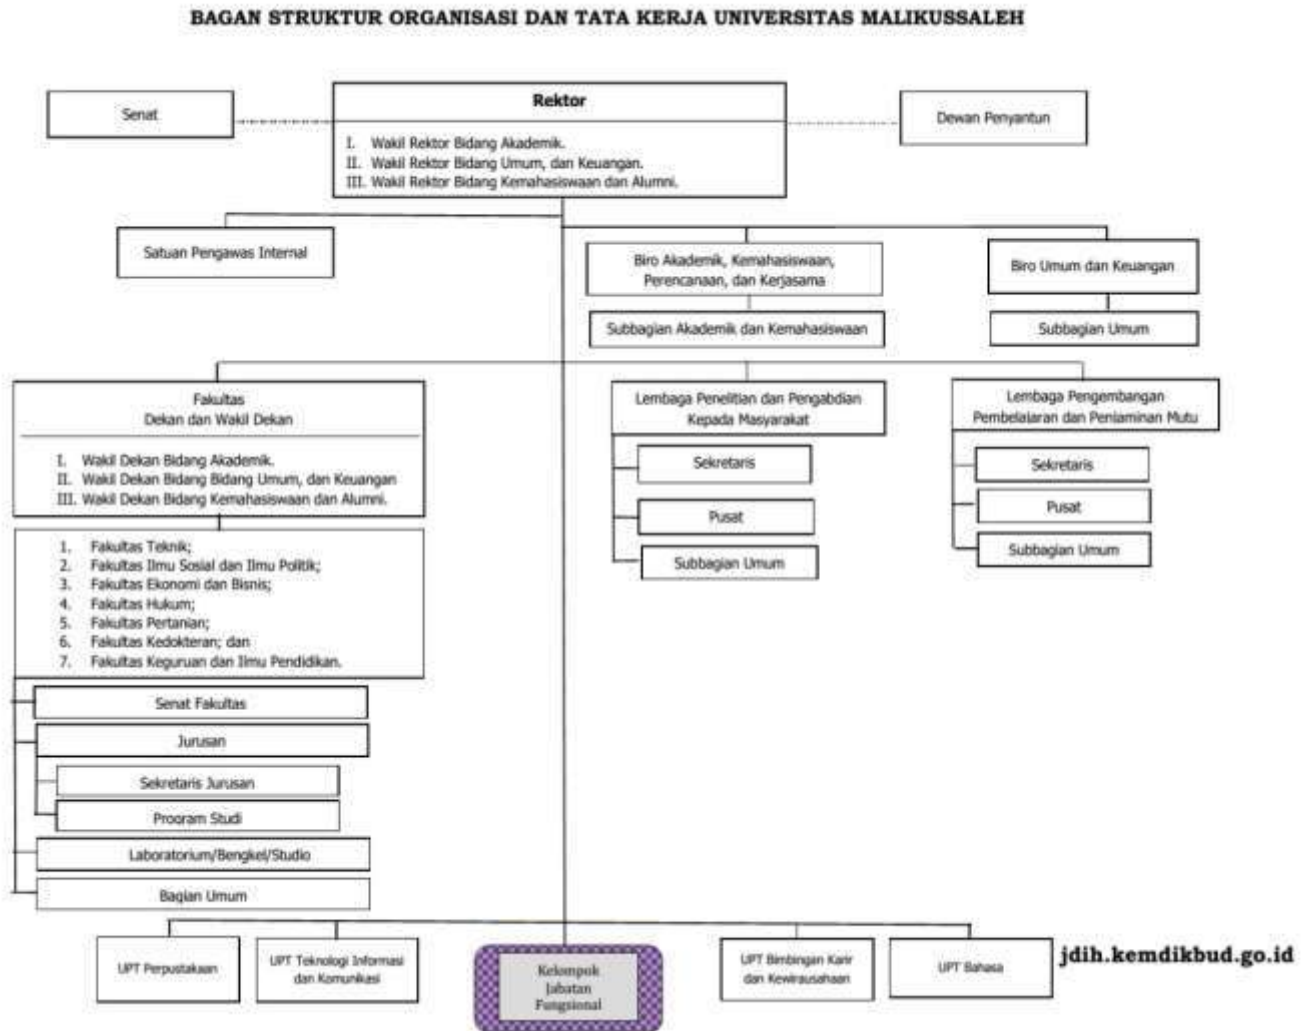 BAGAN STRUKTUR ORGANISASI DAN TATA KERJA UNIVERSITAS MALIKUSSALEH
Senat
Rektor
I. Wakil Rektor Bidang Akademik.
II. Wakil Rektor Bidang Umum, dan Keuangan.
III. Wakil Rektor Bidang Kemahasiswaan dan Alumni.
Dewan Penyantun
Satuan Pengawas Internal
Biro Akademik, Kemahasiswaan,
Perencanaan, dan Kerjasama
Subbagian Akademik dan Kemahasiswaan
Biro Umum dan Keuangan
Subbagian Umum
Fakultas
Dekan dan Wakil Dekan
I. Wakil Dekan Bidang Akademik.
II. Wakil Dekan Bidang Bidang Umum, dan Keuangan
III. Wakil Dekan Bidang Kemahasiswaan dan Alumni.
1. Fakultas Teknik;
2. Fakultas Ilmu Sosial dan Ilmu Politik;
3. Fakultas Ekonomi dan Bisnis;
4. Fakultas Hukum;
5. Fakultas Pertanian;
6. Fakultas Kedokteran; dan
7. Fakultas Keguruan dan Ilmu Pendidikan.
Senat Fakultas
Jurusan
Sekretaris Jurusan
Program Studi
Laboratorium/Bengkel/Studio
Bagian Umum
Lembaga Penelitian dan Pengabdian
Kepada Masyarakat
Sekretaris
Pusat
Subbagian Umum
Lembaga Pengembangan
Pembelajaran dan Penjaminan Mutu
Sekretaris
Pusat
Subbagian Umum
UPT Perpustakaan
UPT Teknologi Informasi
dan Komunikasi
Kelompok
Jabatan
Fungsional
UPT Bimbingan Karir
dan Kewirausahaan
UPT Bahasa
jdih.kemdikbud.go.id